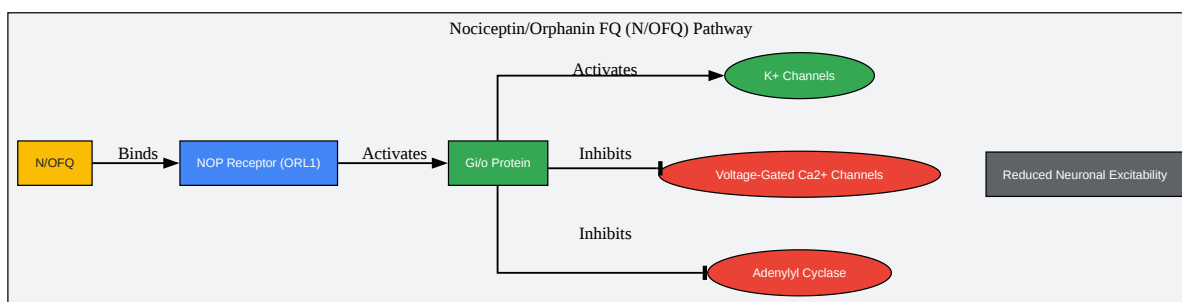 Nociceptin/Orphanin FQ (N/OFQ) Pathway
Activates
K+ Channels
N/OFQ
Binds
NOP Receptor (ORL1)
Activates
Gi/o Protein
Inhibits
Voltage-Gated Ca2+ Channels
Reduced Neuronal Excitability
Inhibits
Adenylyl Cyclase